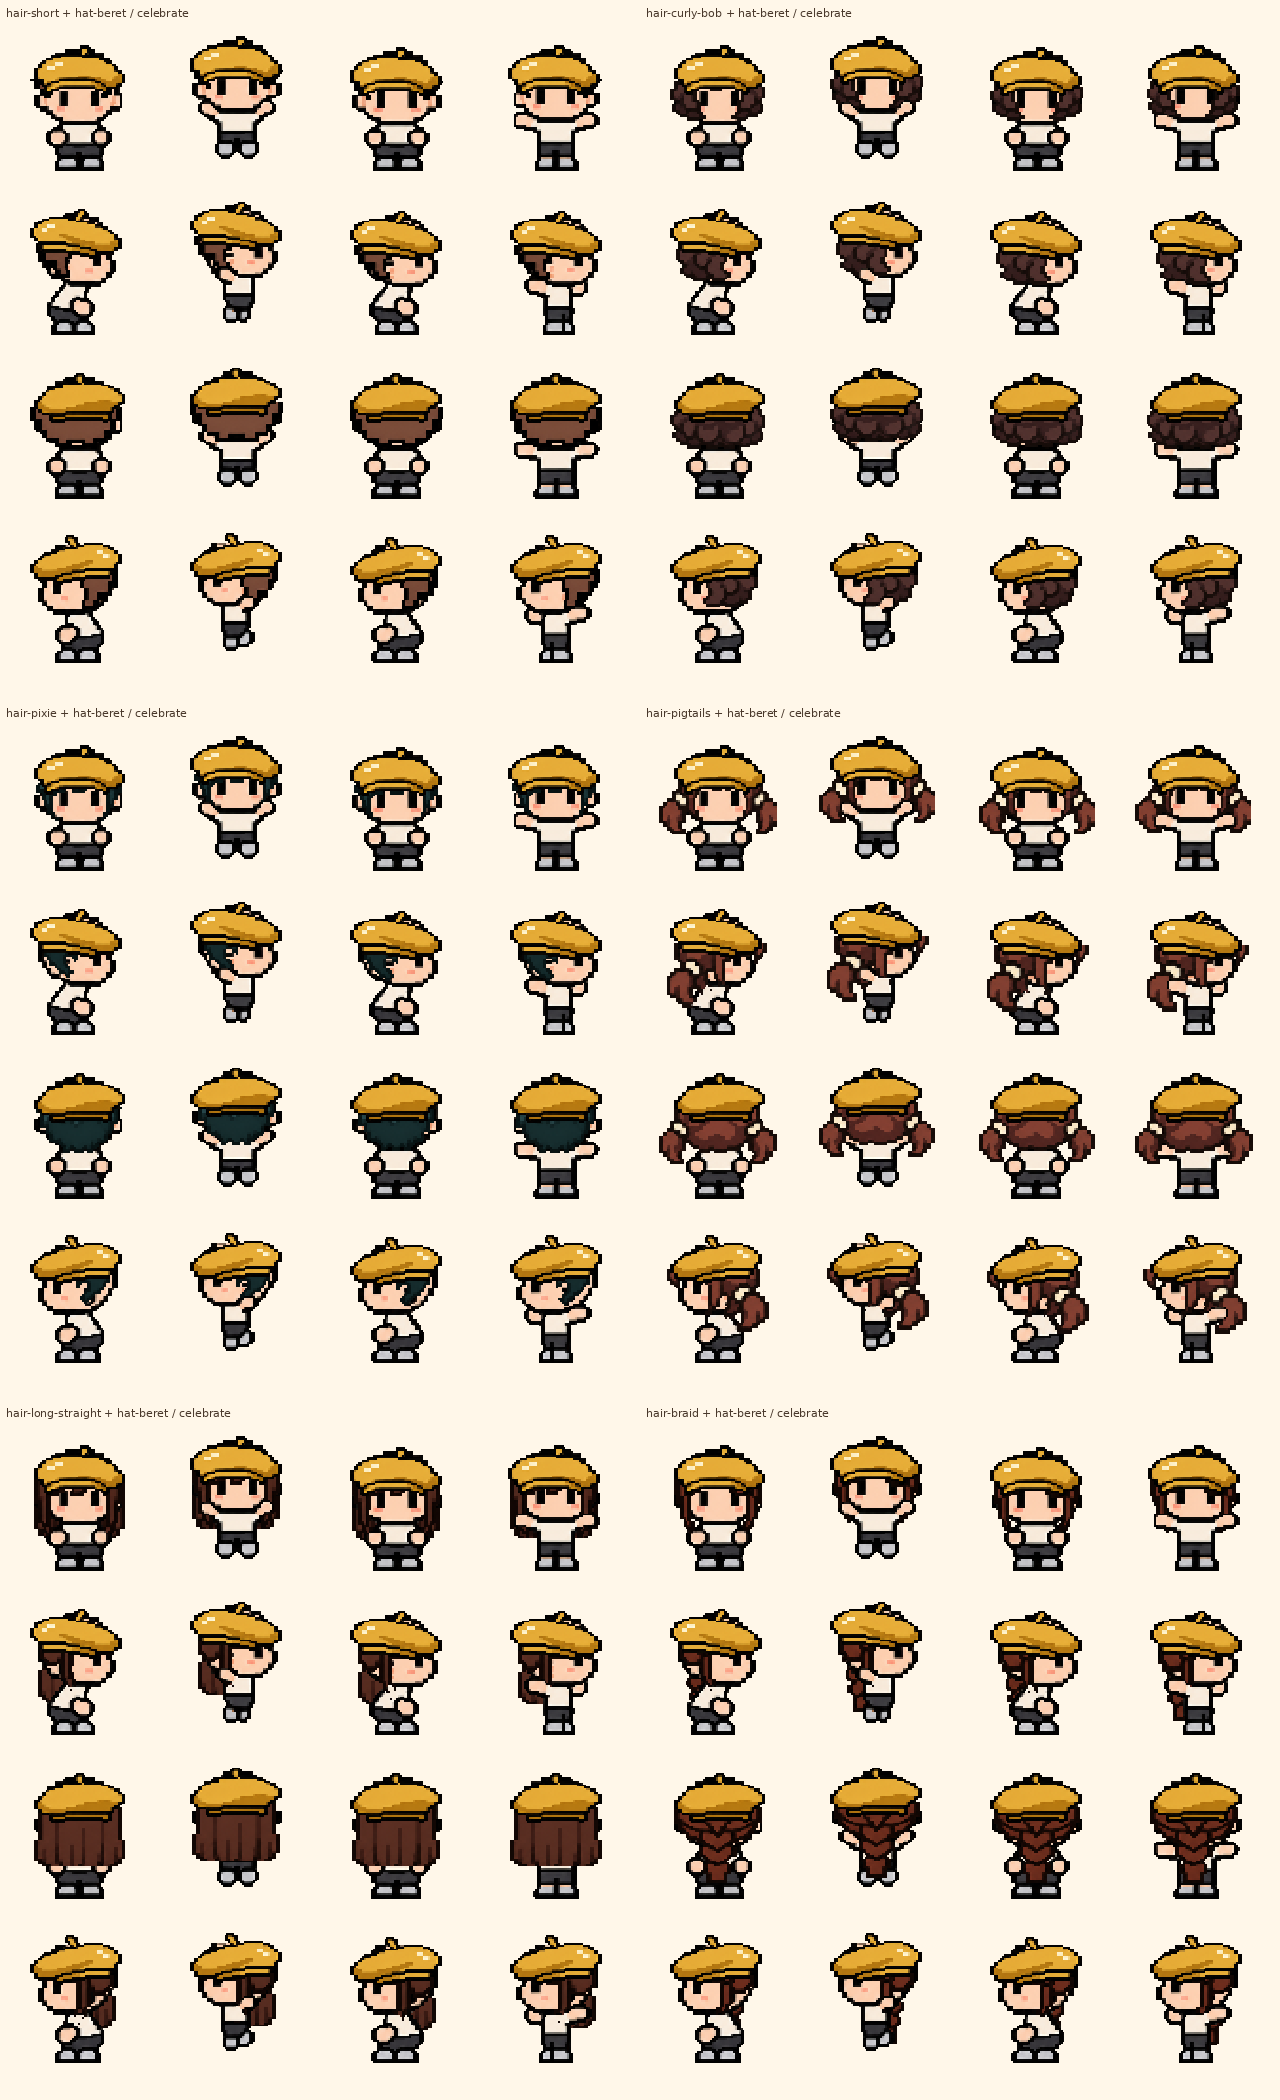 hair-short + hat-beret / celebrate
hair-curly-bob + hat-beret / celebrate
hair-pixie + hat-beret / celebrate
hair-pigtails + hat-beret / celebrate
hair-long-straight + hat-beret / celebrate
hair-braid + hat-beret / celebrate